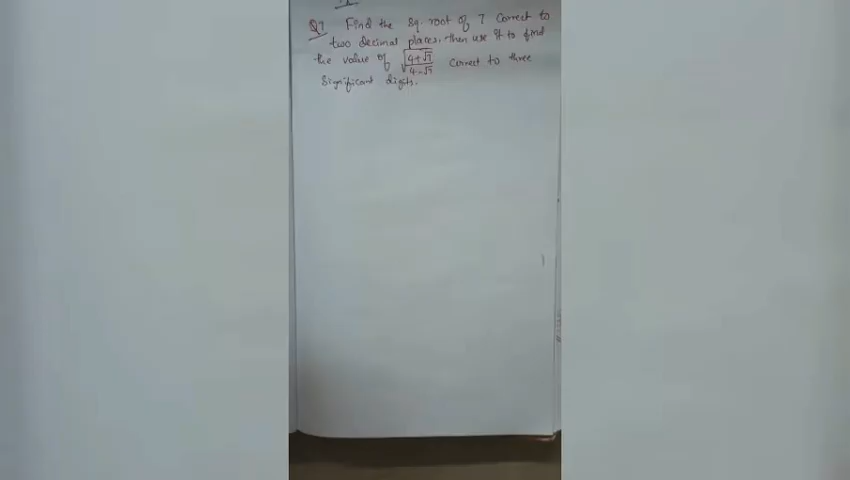 Q? Find the Sq. root of 7 Correct to
two decimal places. then use it to find
the value of √(4+√7 / 4-√7) Correct to three
Significant digits.